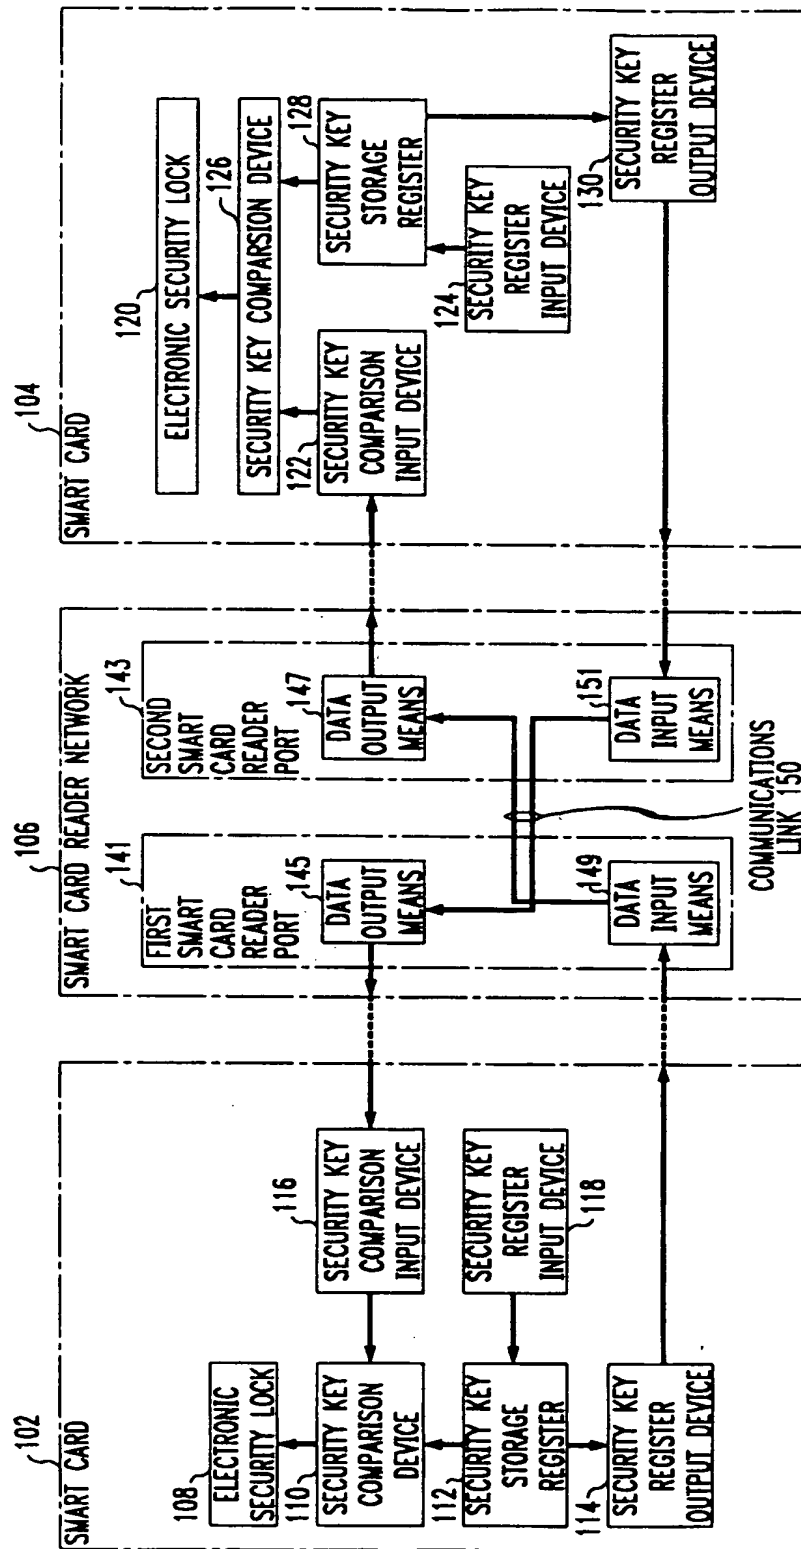 102
SMART CARD
108
ELECTRONIC
SECURITY LOCK
110
SECURITY KEY
COMPARISON
DEVICE
112
SECURITY KEY
STORAGE
REGISTER
114
SECURITY KEY
REGISTER
OUTPUT DEVICE
116
SECURITY KEY
COMPARISON
INPUT DEVICE
SECURITY KEY
REGISTER
INPUT DEVICE
118
106
SMART CARD READER NETWORK
141
FIRST
SMART
CARD
READER
PORT
145
DATA
OUTPUT
MEANS
149
DATA
INPUT
MEANS
143
SECOND
SMART
CARD
READER
PORT
147
DATA
OUTPUT
MEANS
151
DATA
INPUT
MEANS
COMMUNICATIONS
LINK 150
104
SMART CARD
120
ELECTRONIC SECURITY LOCK
126
SECURITY KEY COMPARSION DEVICE
122
SECURITY KEY
COMPARISON
INPUT DEVICE
128
SECURITY KEY
STORAGE
REGISTER
124
SECURITY KEY
REGISTER
INPUT DEVICE
130
SECURITY KEY
REGISTER
OUTPUT DEVICE